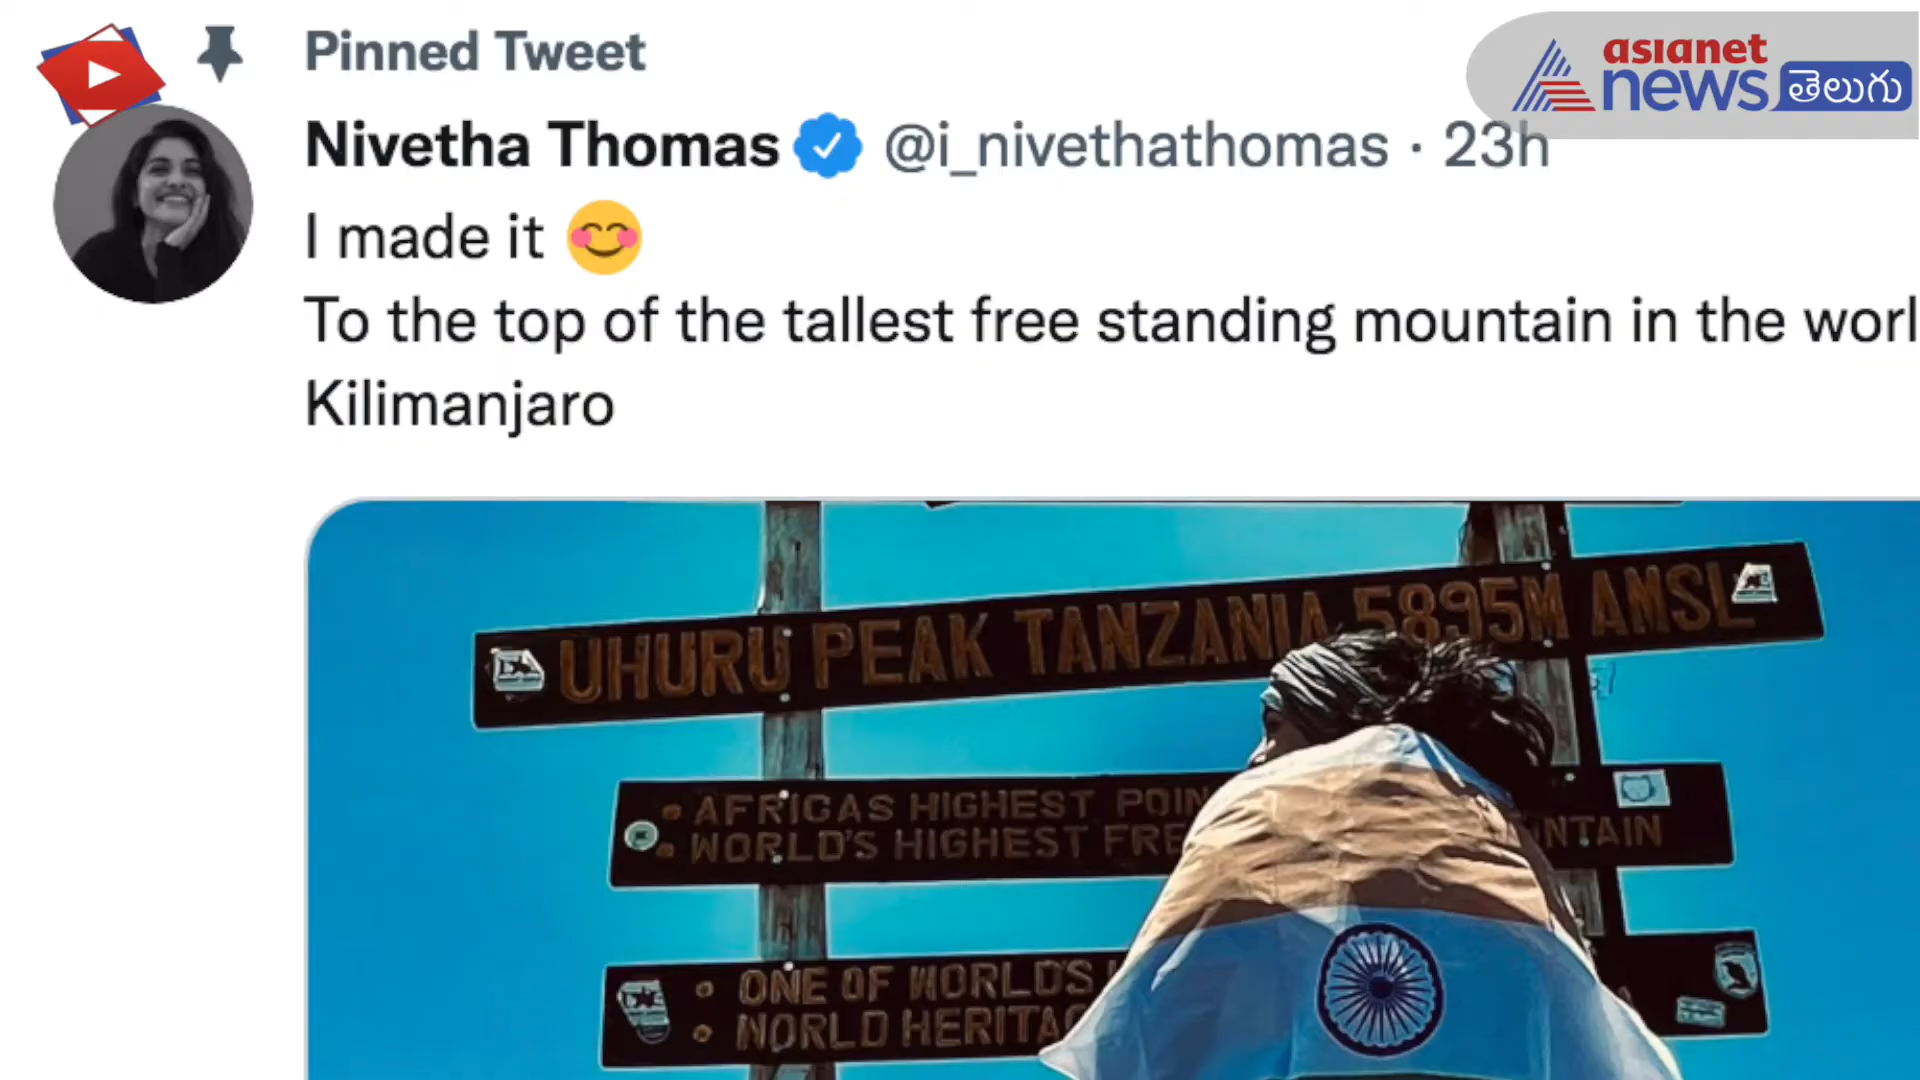 Pinned Tweet
asianet
news తెలుగు
Nivetha Thomas @i_nivethathomas · 23h
I made it 😊
To the top of the tallest free standing mountain in the worl
Kilimanjaro
UHURU PEAK TANZANIA 5895M AMSL
• AFRICAS HIGHEST POIN
• WORLD'S HIGHEST FRE NTAIN
• ONE OF WORLD'S
• WORLD HERITA